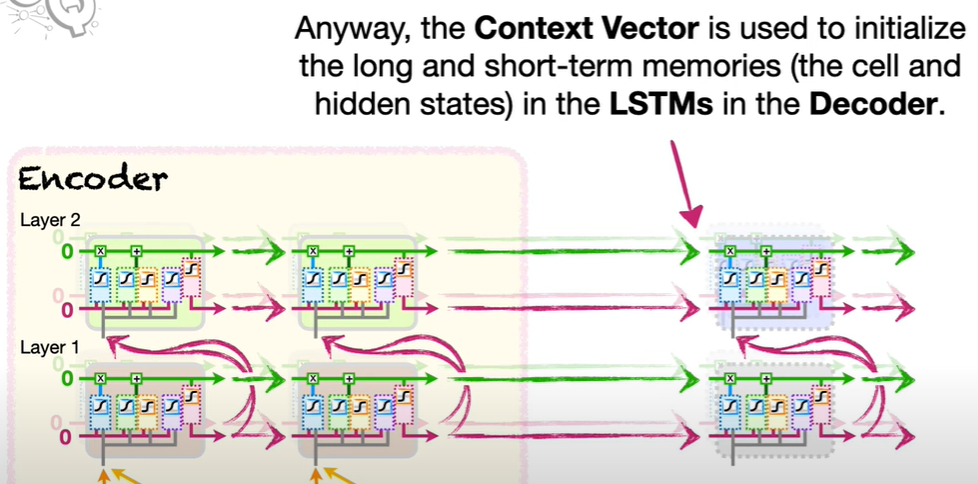 Anyway, the Context Vector is used to initialize
the long and short-term memories (the cell and
hidden states) in the LSTMs in the Decoder.
Encoder
Layer 2
0
0
Layer 1
0
0